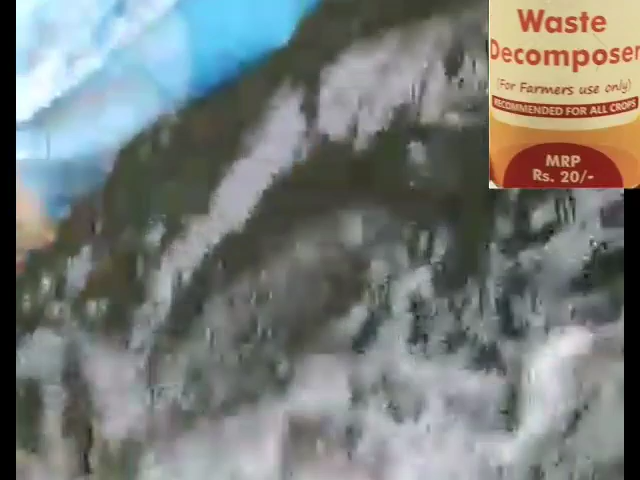 Waste
Decomposer
(For Farmers use only)
RECOMMENDED FOR ALL CROPS
MRP
Rs. 20/-